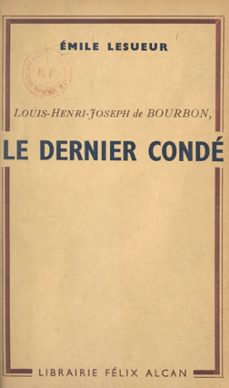 ÉMILE LESUEUR
R.F.
LOUIS-HENRI-JOSEPH de BOURBON,
LE DERNIER CONDÉ
LIBRAIRIE FÉLIX ALCAN